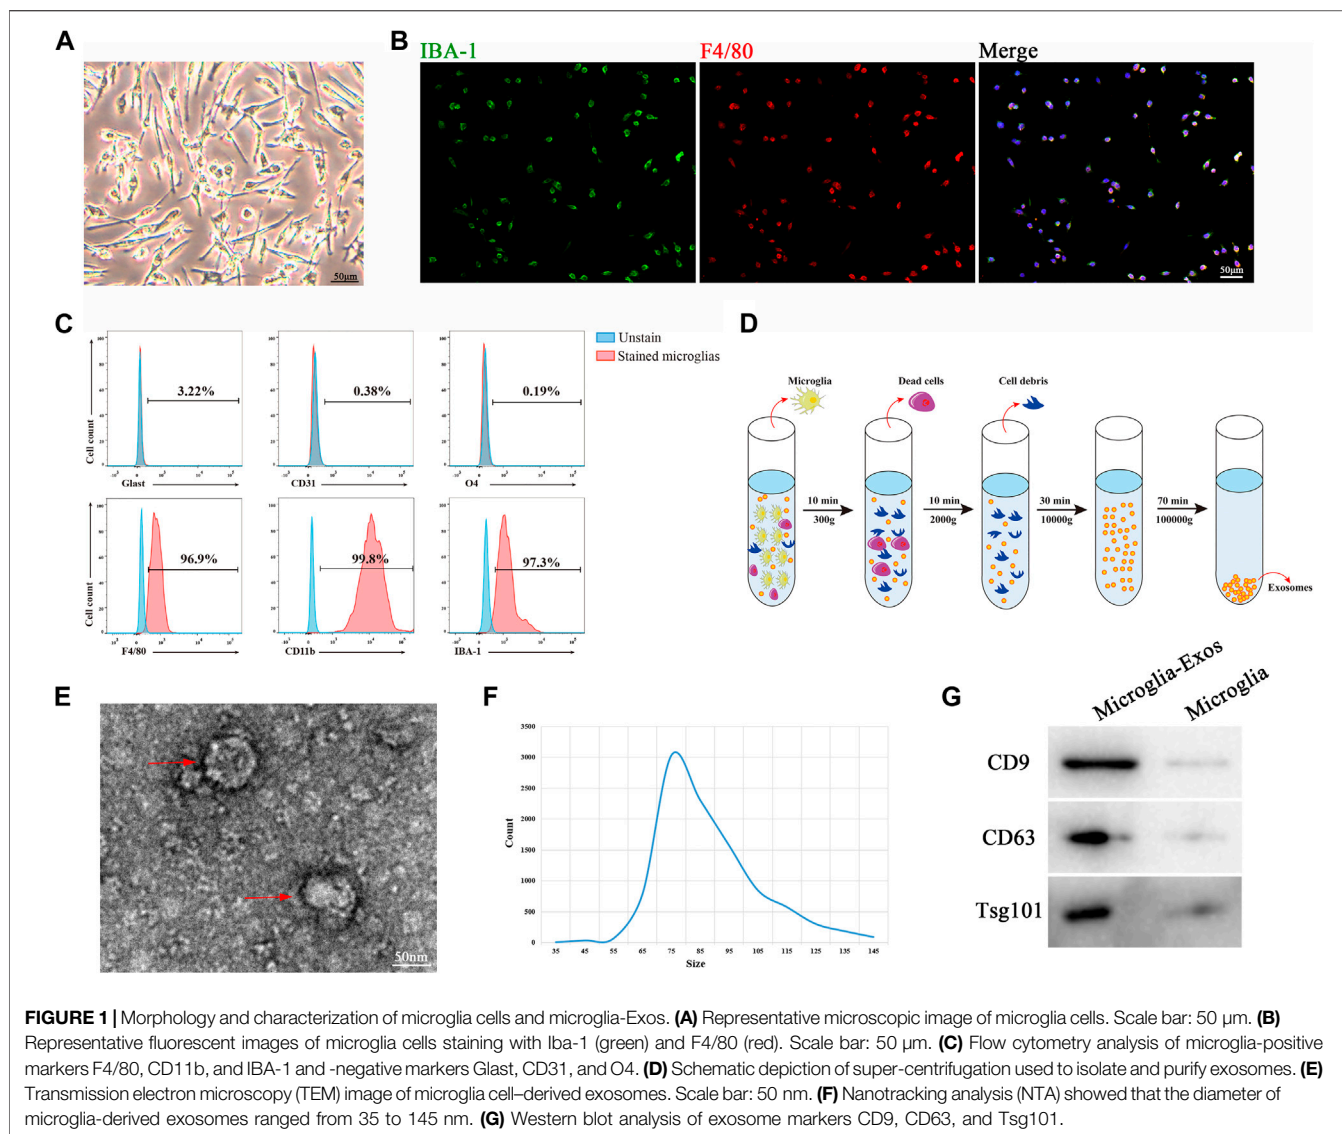 A
50μm
B
IBA-1
F4/80
Merge
50μm
C
Unstain
Stained microglias
3.22%
0.38%
0.19%
Cell count
Glast
CD31
O4
96.9%
99.8%
97.3%
Cell count
F4/80
CD11b
IBA-1
D
Microglia
Dead cells
Cell debris
10 min
300g
10 min
2000g
30 min
10000g
70 min
100000g
Exosomes
E
50nm
F
3500
3000
2500
2000
1500
1000
500
0
Count
35 45 55 65 75 85 95 105 115 125 135 145
Size
G
Microglia-Exos
Microglia
CD9
CD63
Tsg101
FIGURE 1 | Morphology and characterization of microglia cells and microglia-Exos. (A) Representative microscopic image of microglia cells. Scale bar: 50 μm. (B)
Representative fluorescent images of microglia cells staining with Iba-1 (green) and F4/80 (red). Scale bar: 50 μm. (C) Flow cytometry analysis of microglia-positive
markers F4/80, CD11b, and IBA-1 and -negative markers Glast, CD31, and O4. (D) Schematic depiction of super-centrifugation used to isolate and purify exosomes. (E)
Transmission electron microscopy (TEM) image of microglia cell–derived exosomes. Scale bar: 50 nm. (F) Nanotracking analysis (NTA) showed that the diameter of
microglia-derived exosomes ranged from 35 to 145 nm. (G) Western blot analysis of exosome markers CD9, CD63, and Tsg101.